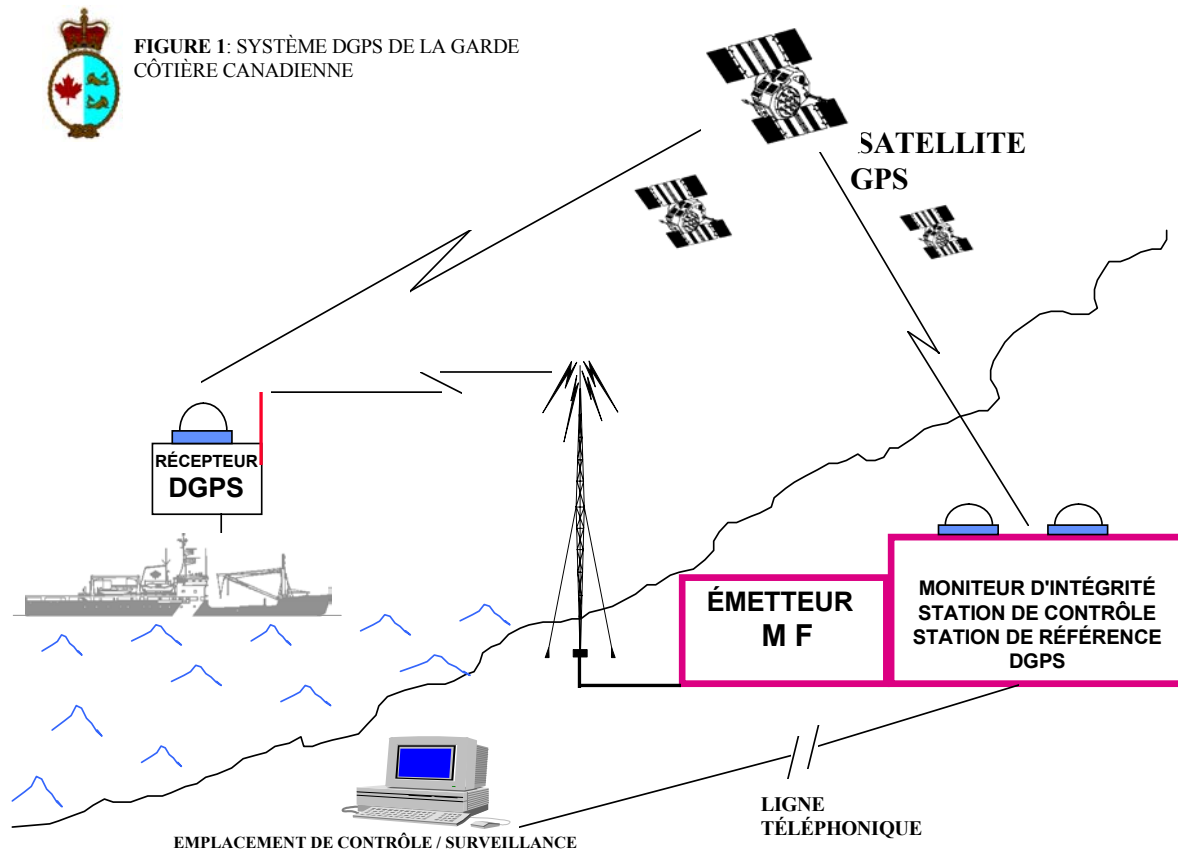 FIGURE 1: SYSTÈME DGPS DE LA GARDE
CÔTIÈRE CANADIENNE
SATELLITE
GPS
RÉCEPTEUR
DGPS
ÉMETTEUR
M F
MONITEUR D'INTÉGRITÉ
STATION DE CONTRÔLE
STATION DE RÉFÉRENCE
DGPS
LIGNE
TÉLÉPHONIQUE
EMPLACEMENT DE CONTRÔLE / SURVEILLANCE